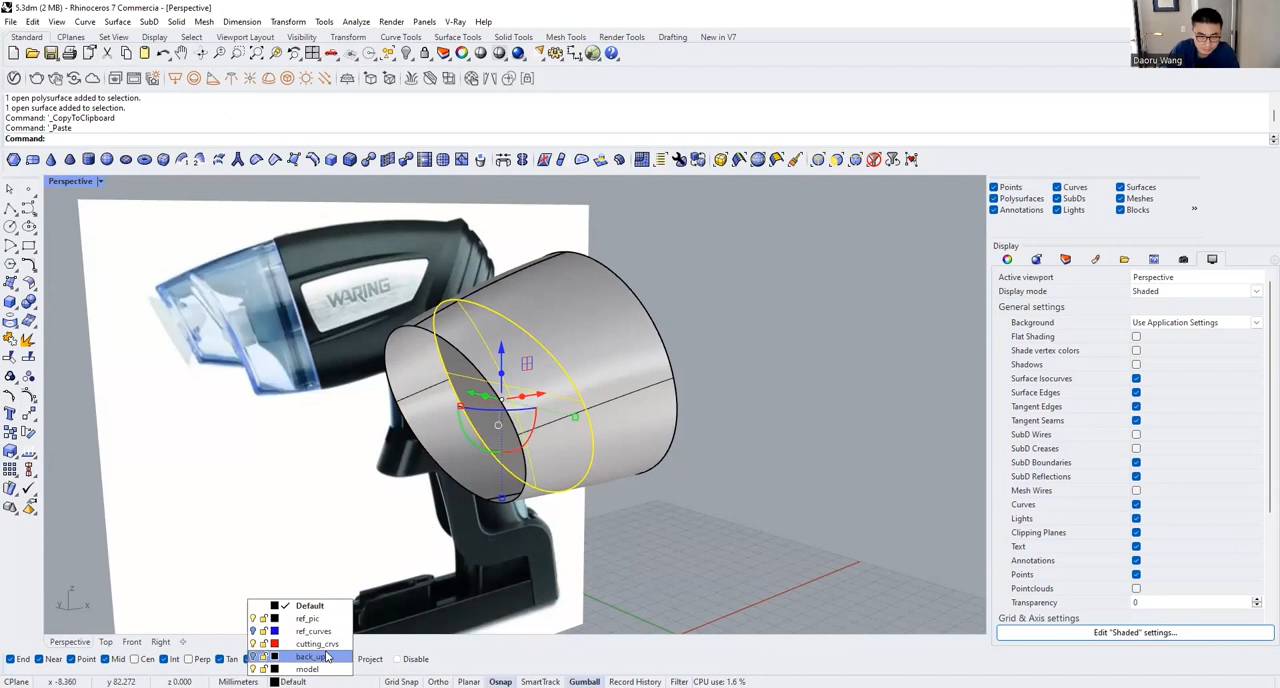 5.3dm (2 MB) - Rhinoceros 7 Commercia - [Perspective]
File Edit View Curve Surface SubD Solid Mesh Dimension Transform Tools Analyze Render Panels V-Ray Help
Standard CPlanes Set View Display Select Viewport Layout Visibility Transform Curve Tools Surface Tools Solid Tools Mesh Tools Render Tools Drafting New in V7
Daoru Wang
1 open polysurface added to selection.
1 open surface added to selection.
Command: '_CopyToClipboard
Command: '_Paste
Command:
Perspective
WARING
z
y x
Points Curves Surfaces
Polysurfaces SubDs Meshes
Annotations Lights Blocks
Display
Active viewport Perspective
Display mode Shaded
General settings
Background Use Application Settings
Flat Shading
Shade vertex colors
Shadows
Surface Isocurves
Surface Edges
Tangent Edges
Tangent Seams
SubD Wires
SubD Creases
SubD Boundaries
SubD Reflections
Mesh Wires
Curves
Lights
Clipping Planes
Text
Annotations
Points
Pointclouds
Transparency 0
Grid & Axis settings
Edit "Shaded" settings...
Default
ref_pic
ref_curves
cutting_crvs
back_up
model
Perspective Top Front Right
End Near Point Mid Cen Int Perp Tan Project Disable
CPlane x -8.360 y 82.272 z 0.000 Millimeters Default Grid Snap Ortho Planar Osnap SmartTrack Gumball Record History Filter CPU use: 1.6 %